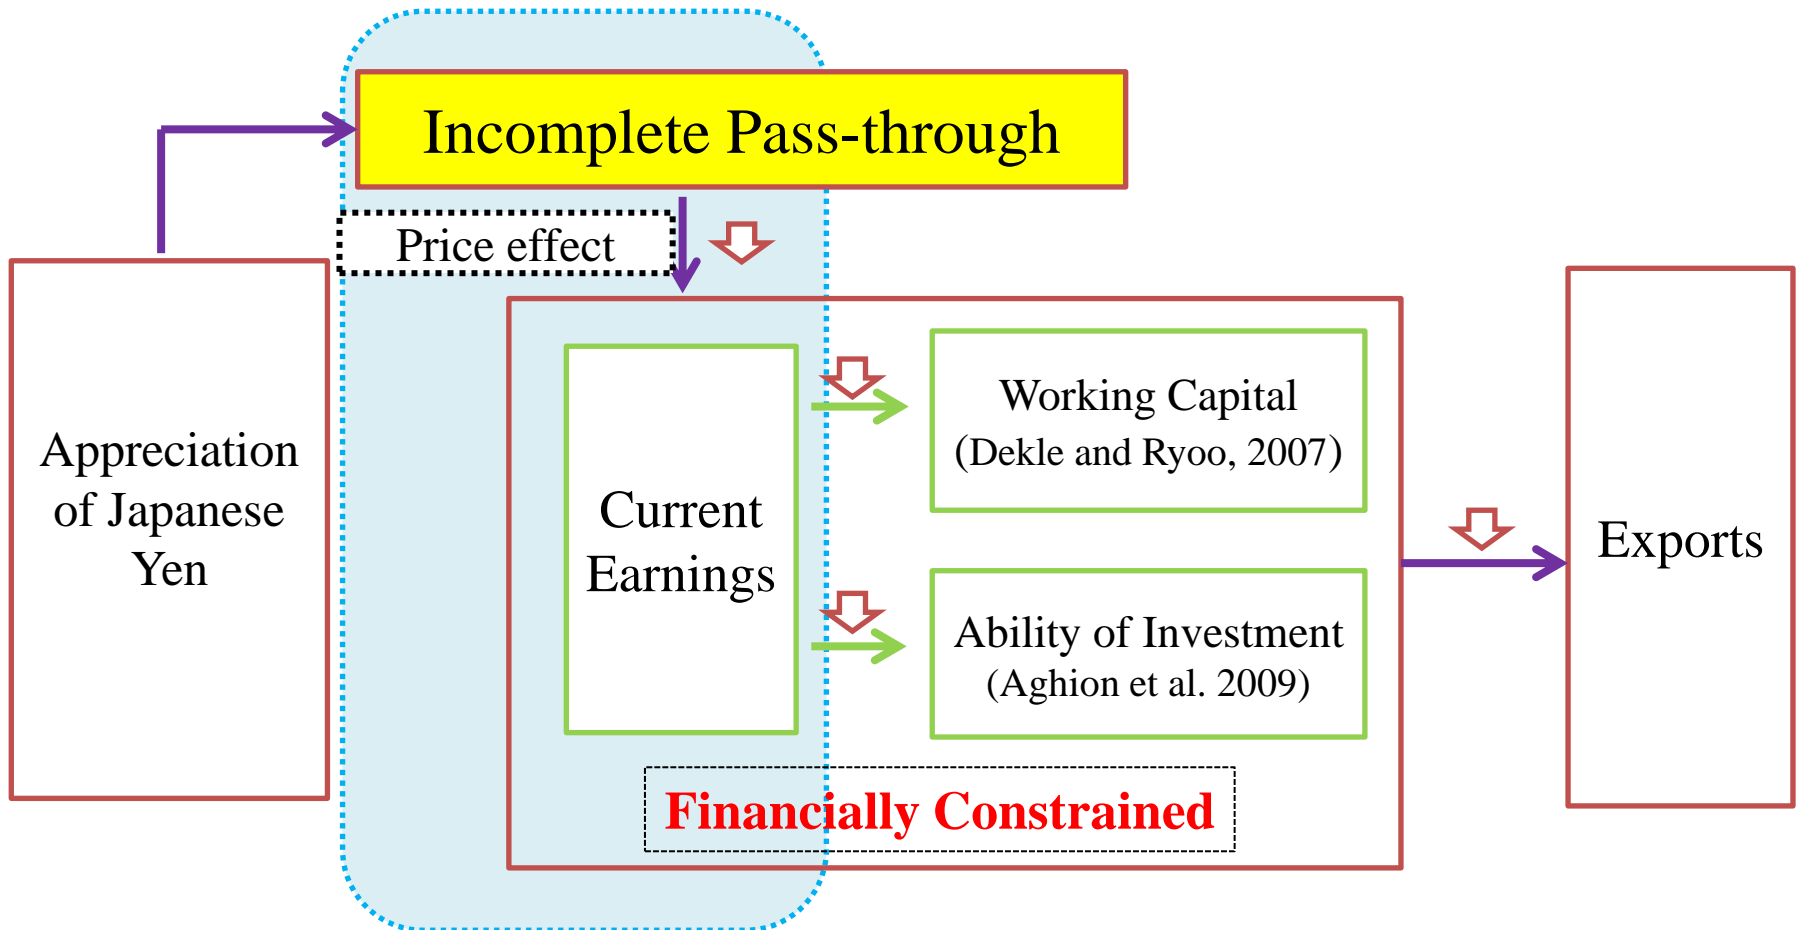 Incomplete Pass-through
Price effect
Appreciation
of Japanese
Yen
Current
Earnings
Working Capital
(Dekle and Ryoo, 2007)
Ability of Investment
(Aghion et al. 2009)
Financially Constrained
Exports